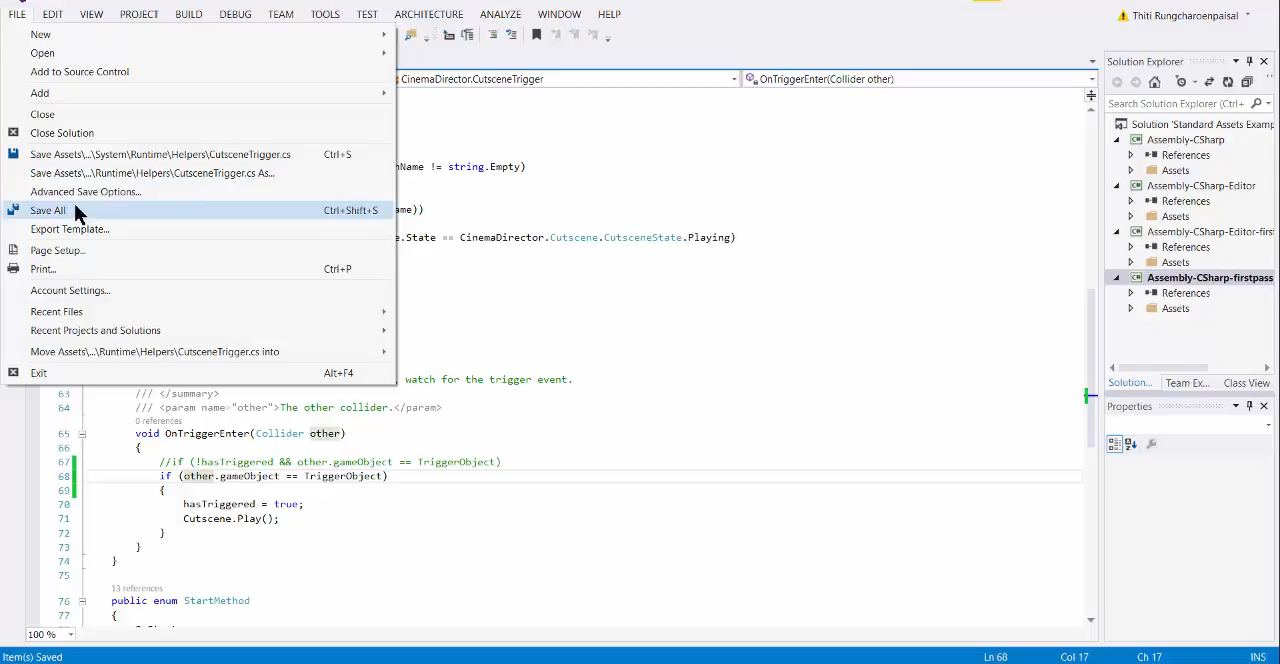 FILE EDIT VIEW PROJECT BUILD DEBUG TEAM TOOLS TEST ARCHITECTURE ANALYZE WINDOW HELP
Thiti Rungcharoenpaisal
New
Open
Add to Source Control
Add
Close
Close Solution
Save Assets\...\System\Runtime\Helpers\CutsceneTrigger.cs Ctrl+S
Save Assets\...\Runtime\Helpers\CutsceneTrigger.cs As...
Advanced Save Options...
Save All Ctrl+Shift+S
Export Template...
Page Setup...
Print... Ctrl+P
Account Settings...
Recent Files
Recent Projects and Solutions
Move Assets\...\Runtime\Helpers\CutsceneTrigger.cs into
Exit Alt+F4
CinemaDirector.CutsceneTrigger
OnTriggerEnter(Collider other)
nName != string.Empty)
ame))
e.State == CinemaDirector.Cutscene.CutsceneState.Playing)
watch for the trigger event.
63 /// </summary>
64 /// <param name="other">The other collider.</param>
0 references
65 void OnTriggerEnter(Collider other)
66 {
67 //if (!hasTriggered && other.gameObject == TriggerObject)
68 if (other.gameObject == TriggerObject)
69 {
70 hasTriggered = true;
71 Cutscene.Play();
72 }
73 }
74 }
75
13 references
76 public enum StartMethod
77 {
100 %
Solution Explorer
Search Solution Explorer (Ctrl+
Solution 'Standard Assets Examp
Assembly-CSharp
References
Assets
Assembly-CSharp-Editor
References
Assets
Assembly-CSharp-Editor-firs
References
Assets
Assembly-CSharp-firstpass
References
Assets
Solution... Team Ex... Class View
Properties
Item(s) Saved Ln 68 Col 17 Ch 17 INS